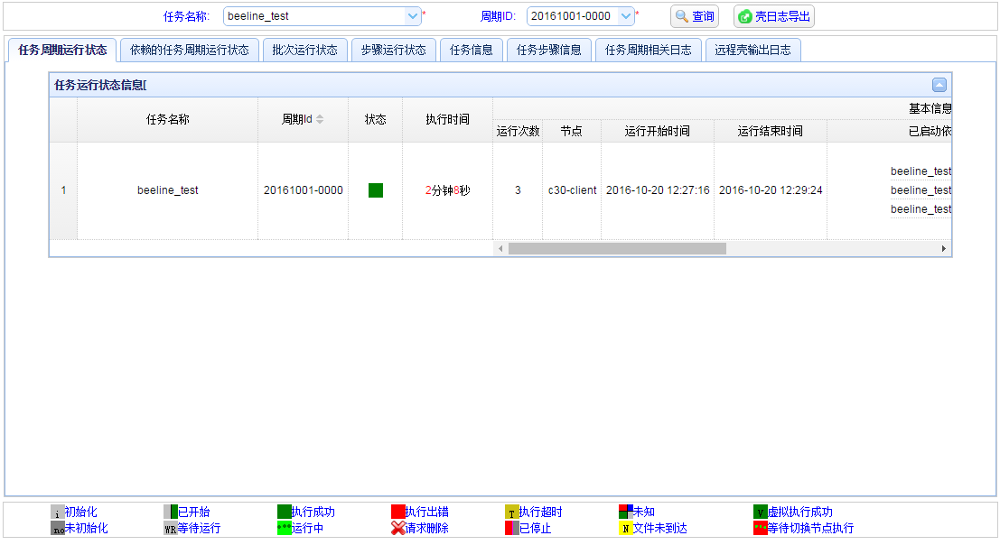 任务名称: beeline_test * 周期ID: 20161001-0000 * 查询 壳日志导出
任务周期运行状态 依赖的任务周期运行状态 批次运行状态 步骤运行状态 任务信息 任务步骤信息 任务周期相关日志 远程壳输出日志
任务运行状态信息[
任务名称 周期Id 状态 执行时间 基本信息
运行次数 节点 运行开始时间 运行结束时间 已启动依
1 beeline_test 20161001-0000 2分钟8秒 3 c30-client 2016-10-20 12:27:16 2016-10-20 12:29:24 beeline_test
beeline_test
beeline_test
i 初始化 已开始 执行成功 执行出错 T 执行超时 未知 V 虚拟执行成功
no 未初始化 WR 等待运行 运行中 请求删除 已停止 N 文件未到达 等待切换节点执行